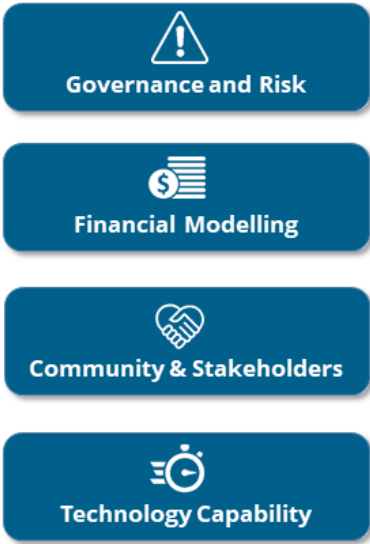 Governance and Risk
$
Financial Modelling
Community & Stakeholders
Technology Capability